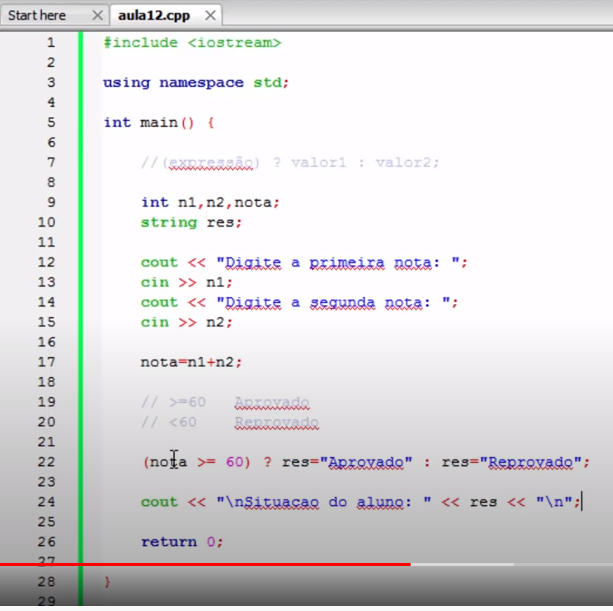 Start here aula12.cpp
1 #include <iostream>
2
3 using namespace std;
4
5 int main() {
6
7 //(expressão) ? valor1 : valor2;
8
9 int n1,n2,nota;
10 string res;
11
12 cout << "Digite a primeira nota: ";
13 cin >> n1;
14 cout << "Digite a segunda nota: ";
15 cin >> n2;
16
17 nota=n1+n2;
18
19 // >=60 Aprovado
20 // <60 Reprovado
21
22 (nota >= 60) ? res="Aprovado" : res="Reprovado";
23
24 cout << "\nSituacao do aluno: " << res << "\n";
25
26 return 0;
27
28 }
29